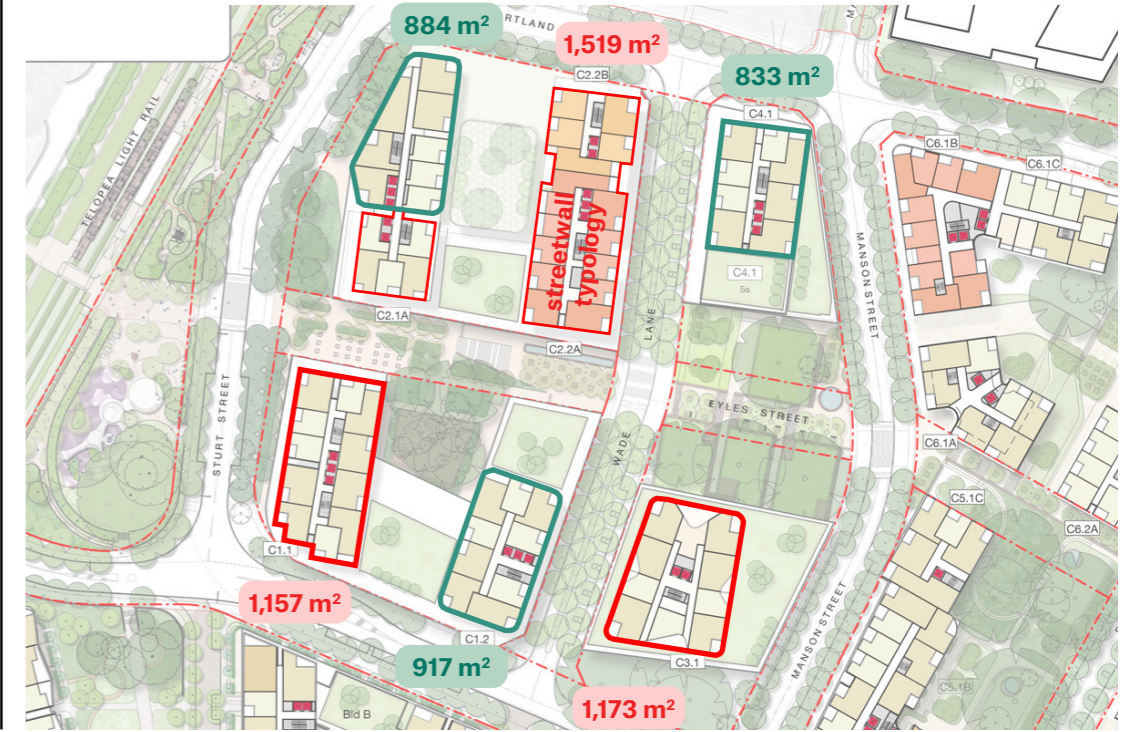 884 m²
RTLAND
1,519 m²
C2.2B
833 m²
C4.1
MA
TELOPEA LIGHT RAIL
C6.1B
C6.1C
streetwall
typology
C4.1
5s
MANSON STREET
C2.1A
C2.2A
LANE
EYLES STREET
STURT STREET
WADE
C6.1A
C5.1C
C6.2A
C1.1
1,157 m²
C1.2
917 m²
C3.1
1,173 m²
MANSON STREET
C5.1B
Bld B